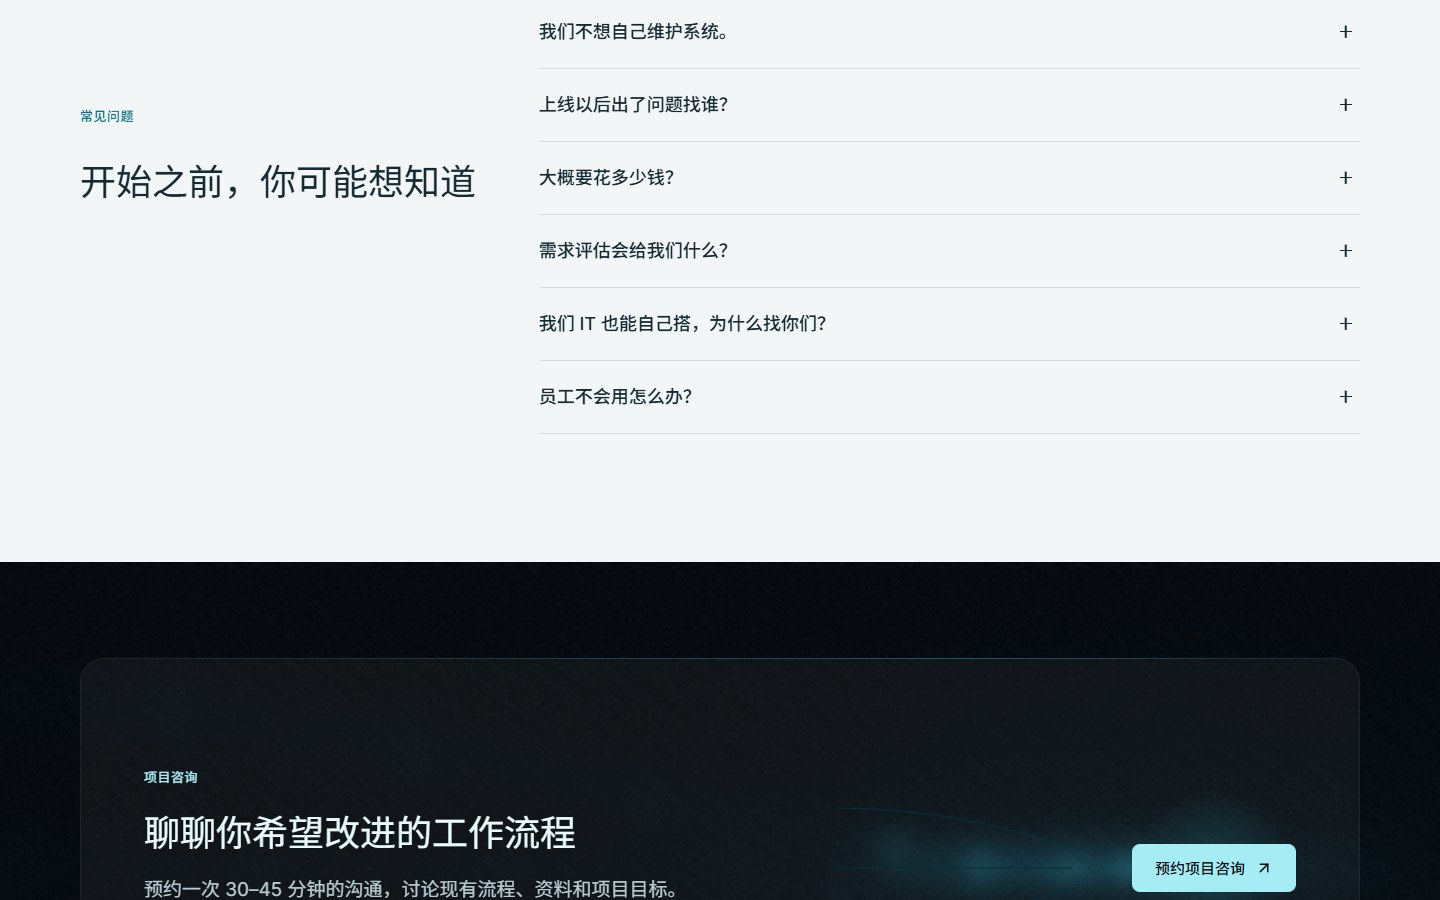 常见问题
开始之前，你可能想知道
我们不想自己维护系统。
上线以后出了问题找谁？
大概要花多少钱？
需求评估会给我们什么？
我们 IT 也能自己搭，为什么找你们？
员工不会用怎么办？
项目咨询
聊聊你希望改进的工作流程
预约一次 30–45 分钟的沟通，讨论现有流程、资料和项目目标。
预约项目咨询